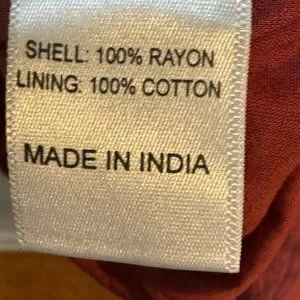 SHELL: 100% RAYON
LINING: 100% COTTON
MADE IN INDIA